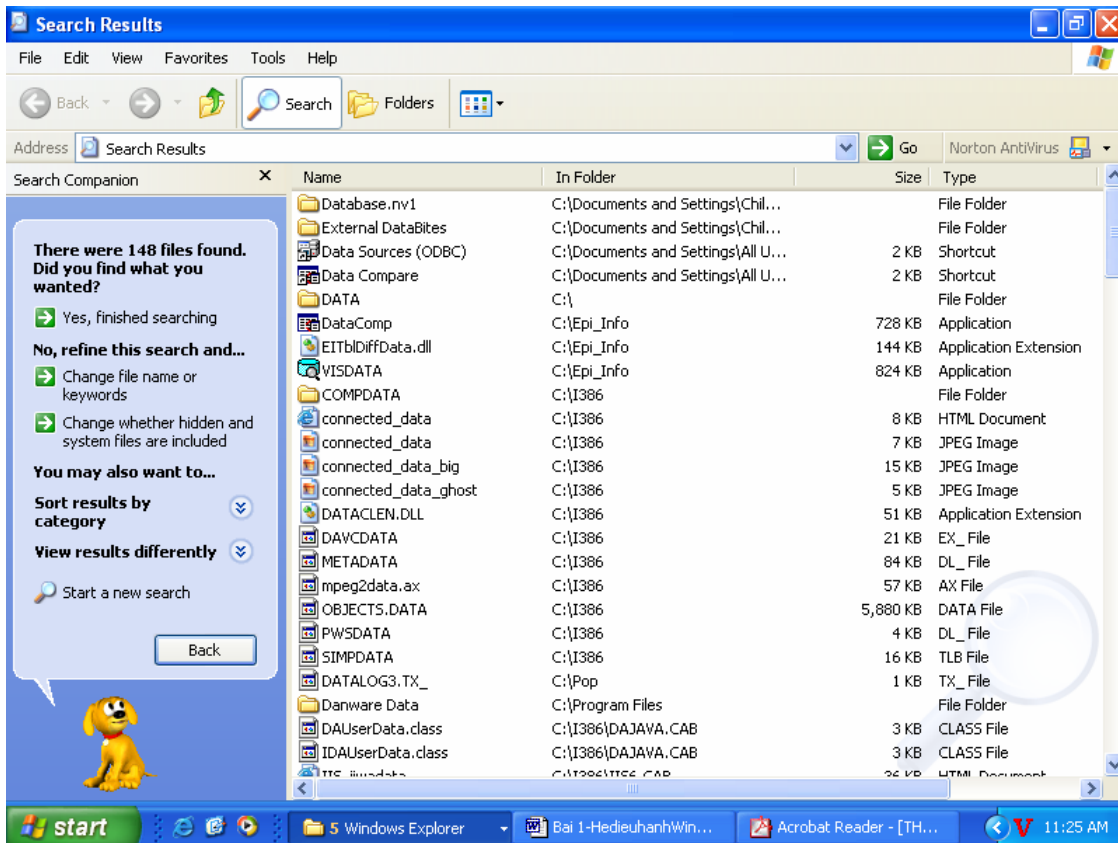 Search Results
File Edit View Favorites Tools Help
Back Search Folders
Address Search Results Go Norton AntiVirus
Search Companion
There were 148 files found.
Did you find what you
wanted?
Yes, finished searching
No, refine this search and...
Change file name or
keywords
Change whether hidden and
system files are included
You may also want to...
Sort results by
category
View results differently
Start a new search
Back
Name In Folder Size Type
Database.nv1 C:\Documents and Settings\Chil... File Folder
External DataBites C:\Documents and Settings\Chil... File Folder
Data Sources (ODBC) C:\Documents and Settings\All U... 2 KB Shortcut
Data Compare C:\Documents and Settings\All U... 2 KB Shortcut
DATA C:\ File Folder
DataComp C:\Epi_Info 728 KB Application
EITblDiffData.dll C:\Epi_Info 144 KB Application Extension
VISDATA C:\Epi_Info 824 KB Application
COMPDATA C:\I386 File Folder
connected_data C:\I386 8 KB HTML Document
connected_data C:\I386 7 KB JPEG Image
connected_data_big C:\I386 15 KB JPEG Image
connected_data_ghost C:\I386 5 KB JPEG Image
DATACLEN.DLL C:\I386 51 KB Application Extension
DAVCDATA C:\I386 21 KB EX_ File
METADATA C:\I386 84 KB DL_ File
mpeg2data.ax C:\I386 57 KB AX File
OBJECTS.DATA C:\I386 5,880 KB DATA File
PWSDATA C:\I386 4 KB DL_ File
SIMPDATA C:\I386 16 KB TLB File
DATALOG3.TX_ C:\Pop 1 KB TX_ File
Danware Data C:\Program Files File Folder
DAUserData.class C:\I386\DAJAVA.CAB 3 KB CLASS File
IDAUserData.class C:\I386\DAJAVA.CAB 3 KB CLASS File
C:\I386\IIS6.CAB 36 KB HTML Document
start 5 Windows Explorer Bai 1-HedieuhanhWin... Acrobat Reader - [TH... 11:25 AM